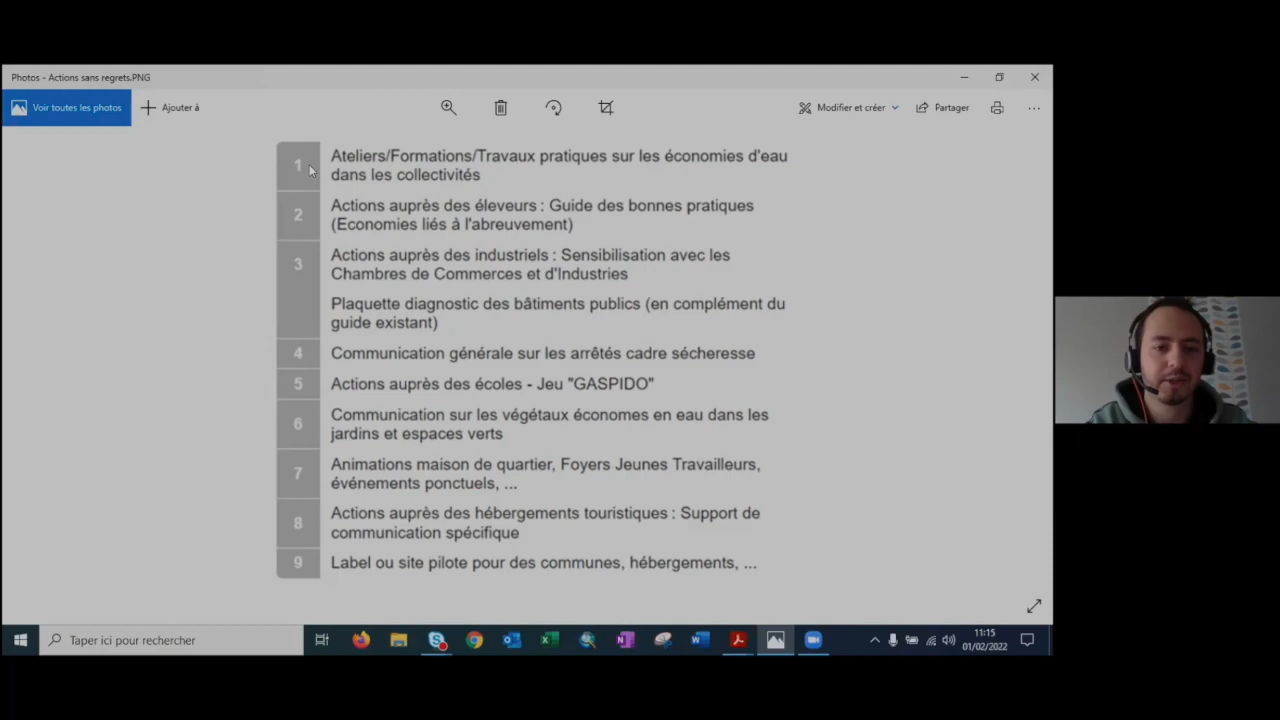 Photos - Actions sans regrets.PNG
Voir toutes les photos
Ajouter à
Modifier et créer
Partager
1
Ateliers/Formations/Travaux pratiques sur les économies d'eau
dans les collectivités
2
Actions auprès des éleveurs : Guide des bonnes pratiques
(Economies liés à l'abreuvement)
3
Actions auprès des industriels : Sensibilisation avec les
Chambres de Commerces et d'Industries
Plaquette diagnostic des bâtiments publics (en complément du
guide existant)
4
Communication générale sur les arrêtés cadre sécheresse
5
Actions auprès des écoles - Jeu "GASPIDO"
6
Communication sur les végétaux économes en eau dans les
jardins et espaces verts
7
Animations maison de quartier, Foyers Jeunes Travailleurs,
événements ponctuels, ...
8
Actions auprès des hébergements touristiques : Support de
communication spécifique
9
Label ou site pilote pour des communes, hébergements, ...
Taper ici pour rechercher
11:15
01/02/2022